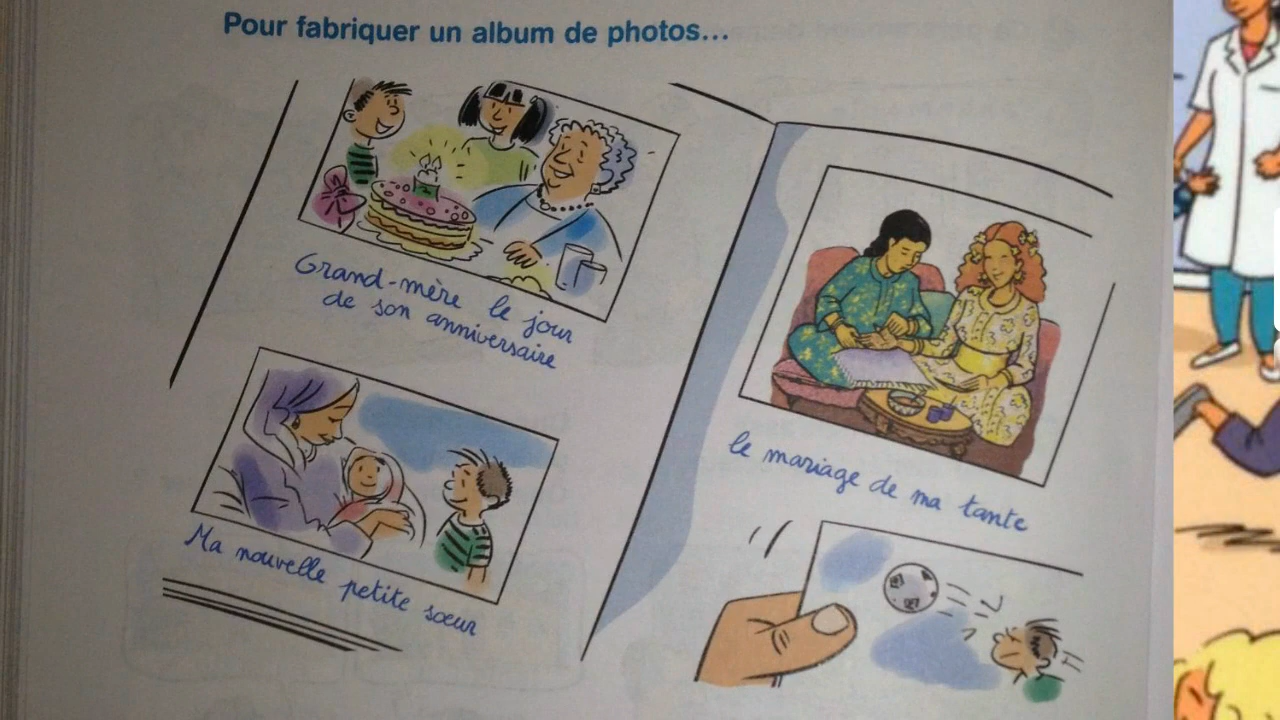 Pour fabriquer un album de photos...
Grand-mère le jour
de son anniversaire
Ma nouvelle petite sœur
le mariage de ma tante